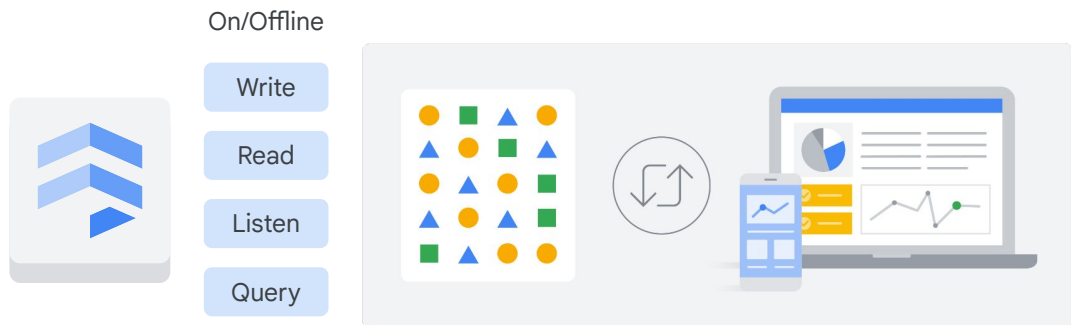 On/Offline
Write
Read
Listen
Query